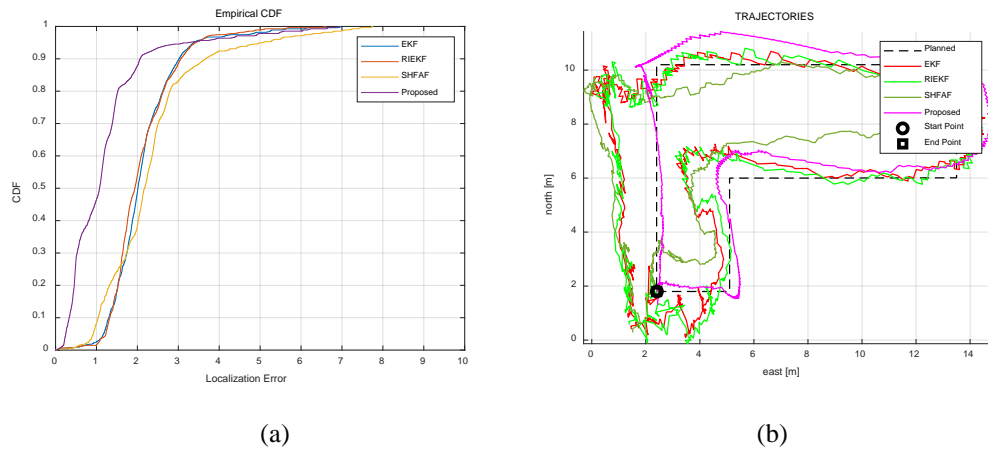 Empirical CDF
1
0.9
0.8
0.7
0.6
0.5
0.4
0.3
0.2
0.1
0
CDF
0 1 2 3 4 5 6 7 8 9 10
Localization Error
EKF
RIEKF
SHFAF
Proposed
(a)
TRAJECTORIES
10
8
6
4
2
0
north [m]
0 2 4 6 8 10 12 14
east [m]
Planned
EKF
RIEKF
SHFAF
Proposed
Start Point
End Point
(b)